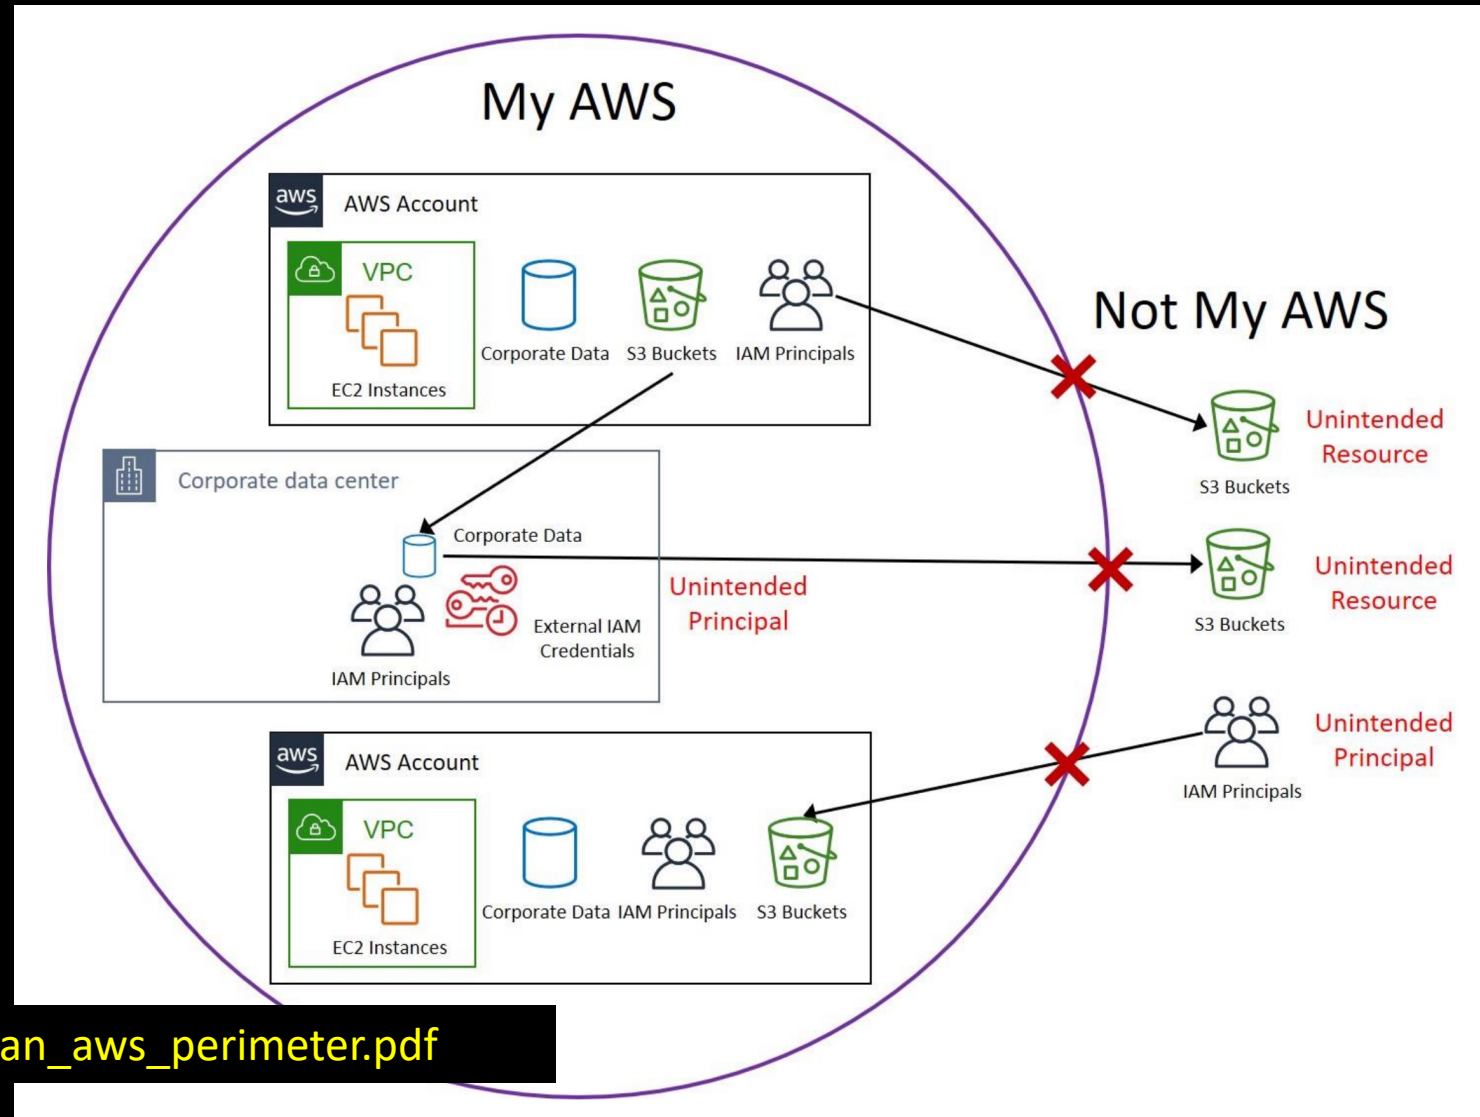 My AWS
aws
AWS Account
VPC
EC2 Instances
Corporate Data
S3 Buckets
IAM Principals
Not My AWS
Unintended
Resource
S3 Buckets
Corporate data center
Corporate Data
External IAM
Credentials
IAM Principals
Unintended
Principal
Unintended
Resource
S3 Buckets
aws
AWS Account
VPC
EC2 Instances
Corporate Data
IAM Principals
S3 Buckets
Unintended
Principal
IAM Principals
an_aws_perimeter.pdf